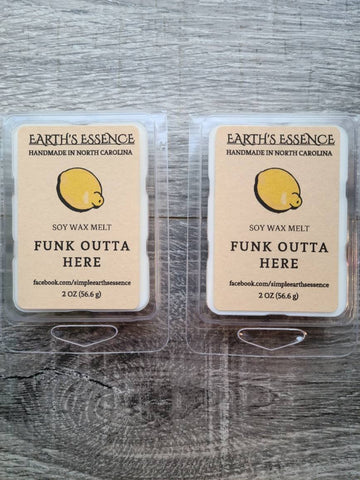 EARTH'S ESSENCE
HANDMADE IN NORTH CAROLINA
SOY WAX MELT
FUNK OUTTA
HERE
facebook.com/simpleearthsessence
2 OZ (56.6 g)
EARTH'S ESSENCE
HANDMADE IN NORTH CAROLINA
SOY WAX MELT
FUNK OUTTA
HERE
facebook.com/simpleearthsessence
2 OZ (56.6 g)